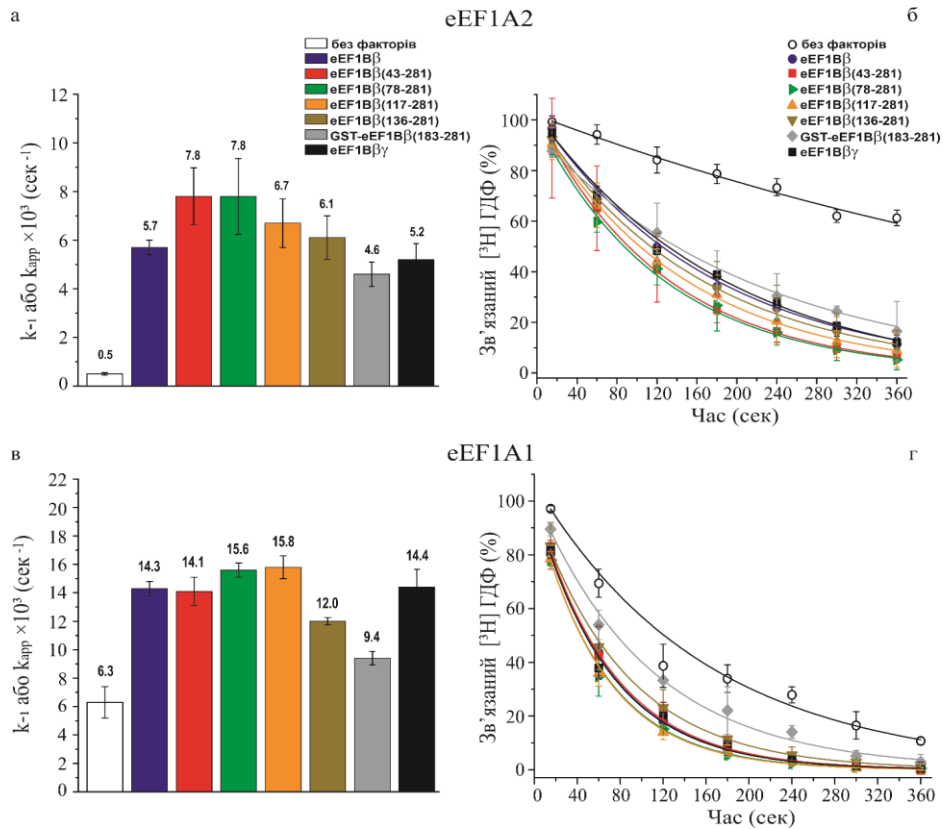 а
eEF1A2
б
без факторів
eEF1Bβ
eEF1Bβ(43-281)
eEF1Bβ(78-281)
eEF1Bβ(117-281)
eEF1Bβ(136-281)
GST-eEF1Bβ(183-281)
eEF1Bβγ
k-1 або kapp ×10³ (сек⁻¹)
12
10
8
6
4
2
0
0.5
5.7
7.8
7.8
6.7
6.1
4.6
5.2
без факторів
eEF1Bβ
eEF1Bβ(43-281)
eEF1Bβ(78-281)
eEF1Bβ(117-281)
eEF1Bβ(136-281)
GST-eEF1Bβ(183-281)
eEF1Bβγ
Зв’язаний [³H] ГДФ (%)
100
80
60
40
20
0
0 40 80 120 160 200 240 280 320 360
Час (сек)
в
eEF1A1
г
k-1 або kapp ×10³ (сек⁻¹)
22
20
18
16
14
12
10
8
6
4
2
0
6.3
14.3
14.1
15.6
15.8
12.0
9.4
14.4
Зв’язаний [³H] ГДФ (%)
100
80
60
40
20
0
0 40 80 120 160 200 240 280 320 360
Час (сек)